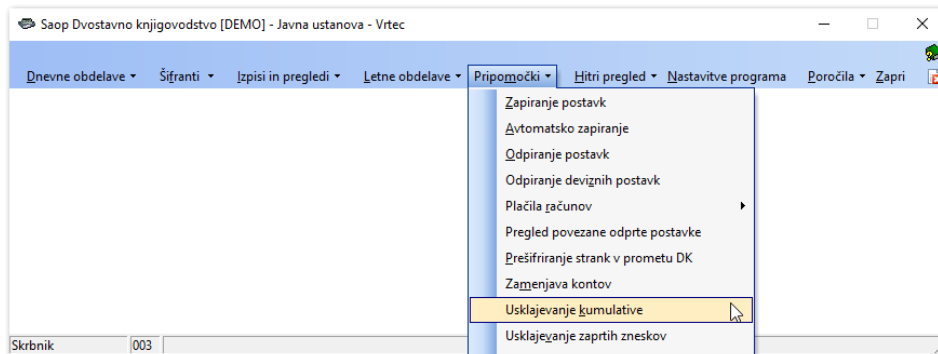 Saop Dvostavno knjigovodstvo [DEMO] - Javna ustanova - Vrtec
Dnevne obdelave Šifranti Izpisi in pregledi Letne obdelave Pripomočki Hitri pregled Nastavitve programa Poročila Zapri
Zapiranje postavk
Avtomatsko zapiranje
Odpiranje postavk
Odpiranje deviznih postavk
Plačila računov
Pregled povezane odprte postavke
Prešifriranje strank v prometu DK
Zamenjava kontov
Usklajevanje kumulative
Usklajevanje zaprtih zneskov
Skrbnik 003